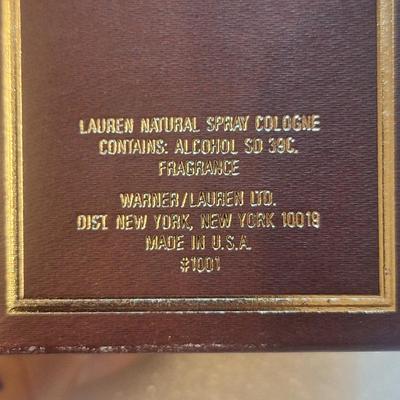 LAUREN NATURAL SPRAY COLOGNE
CONTAINS: ALCOHOL SD 39C,
FRAGRANCE
WARNER/LAUREN LTD.
DIST. NEW YORK, NEW YORK 10019
MADE IN U.S.A.
#1001